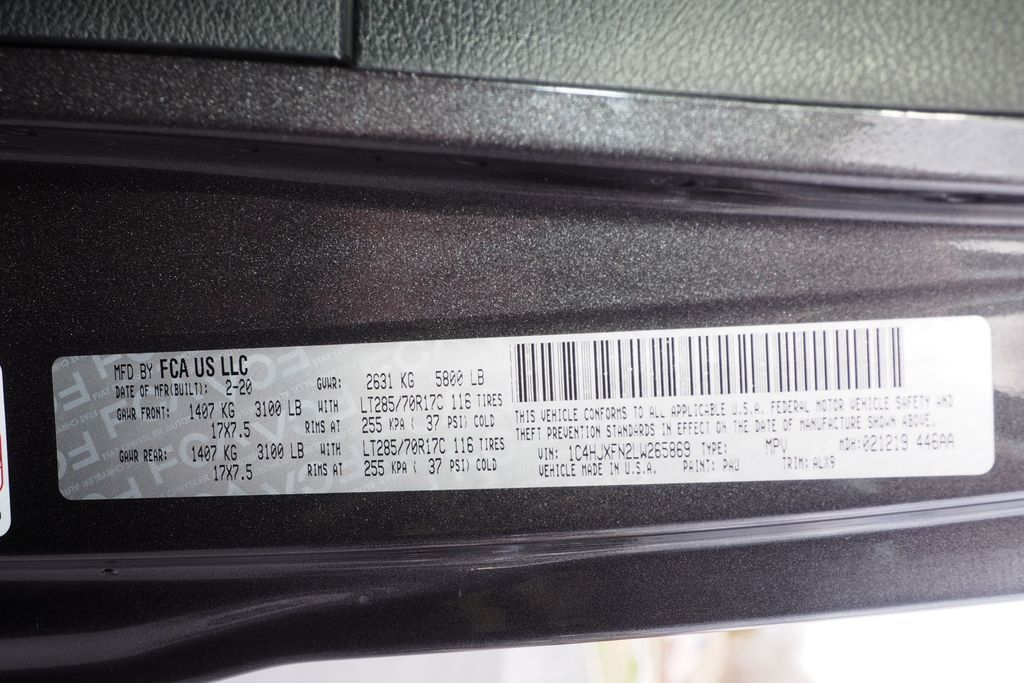 MFD BY FCA US LLC
DATE OF MFR(BUILT): 2-20 GVWR: 2631 KG 5800 LB
GAWR FRONT: 1407 KG 3100 LB WITH LT285/70R17C 116 TIRES
17X7.5 RIMS AT 255 KPA ( 37 PSI) COLD
GAWR REAR: 1407 KG 3100 LB WITH LT285/70R17C 116 TIRES
17X7.5 RIMS AT 255 KPA ( 37 PSI) COLD
THIS VEHICLE CONFORMS TO ALL APPLICABLE U.S.A. FEDERAL MOTOR VEHICLE SAFETY AND
THEFT PREVENTION STANDARDS IN EFFECT ON THE DATE OF MANUFACTURE SHOWN ABOVE.
VIN: 1C4HJXFN2LW265869 TYPE: MPV MDH:021219 446AA
VEHICLE MADE IN U.S.A. PAINT: PAU TRIM: ALX9